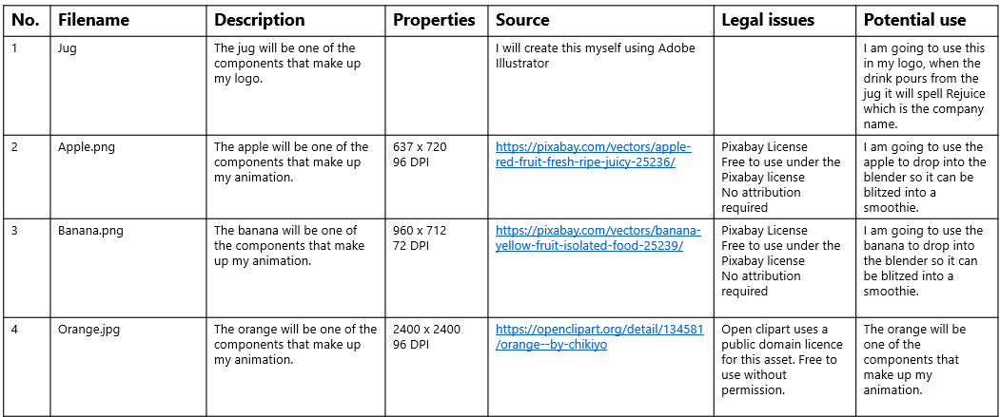 No. Filename Description Properties Source Legal issues Potential use
1
Jug
The jug will be one of the
components that make up
my logo.
I will create this myself using Adobe
Illustrator
I am going to use this
in my logo, when the
drink pours from the
jug it will spell Rejuice
which is the company
name.
2
Apple.png
The apple will be one of the
components that make up
my animation.
637 x 720
96 DPI
https://pixabay.com/vectors/apple-
red-fruit-fresh-ripe-juicy-25236/
Pixabay License
Free to use under the
Pixabay license
No attribution
required
I am going to use the
apple to drop into the
blender so it can be
blitzed into a
smoothie.
3
Banana.png
The banana will be one of
the components that make
up my animation.
960 x 712
72 DPI
https://pixabay.com/vectors/banana-
yellow-fruit-isolated-food-25239/
Pixabay License
Free to use under the
Pixabay license
No attribution
required
I am going to use the
banana to drop into
the blender so it can
be blitzed into a
smoothie.
4
Orange.jpg
The orange will be one of the
components that make up
my animation.
2400 x 2400
96 DPI
https://openclipart.org/detail/134581
/orange--by-chikiyo
Open clipart uses a
public domain licence
for this asset. Free to
use without
permission.
The orange will be
one of the
components that
make up my
animation.